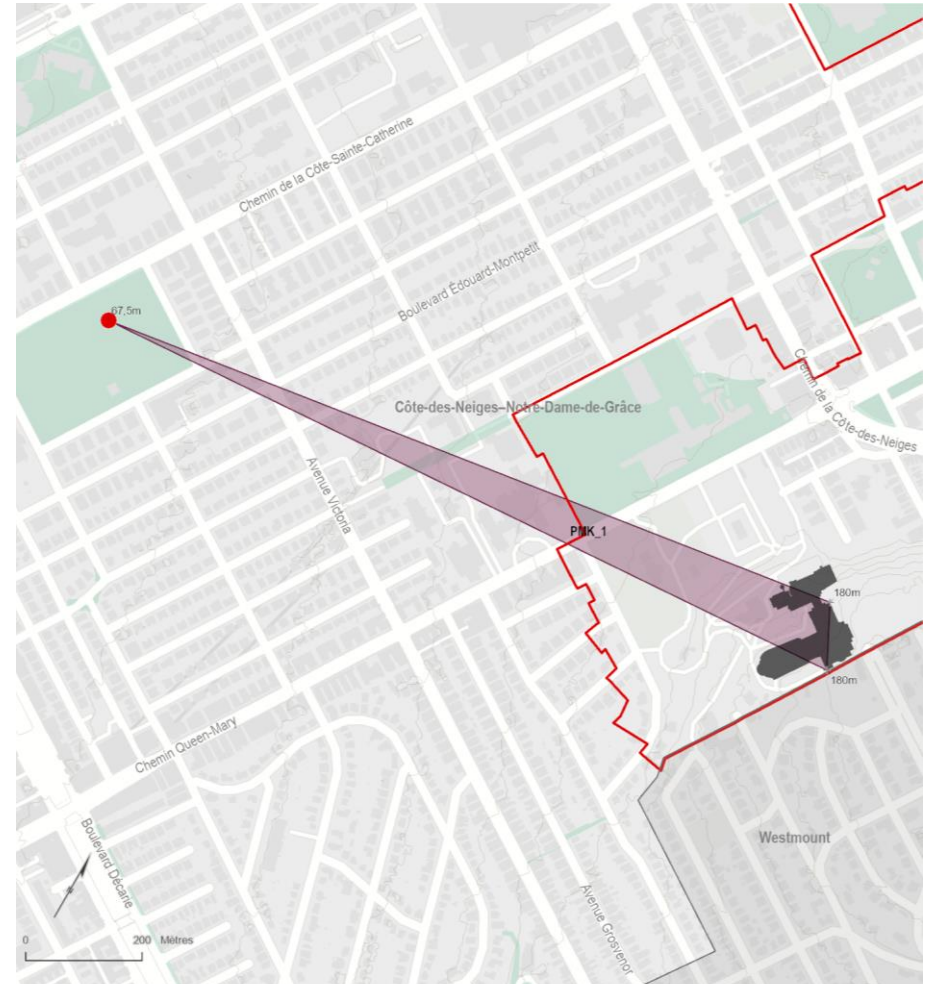 Chemin de la Côte-Sainte-Catherine
67,5m
Boulevard Édouard-Montpetit
Côte-des-Neiges–Notre-Dame-de-Grâce
Chemin de la Côte-des-Neiges
Avenue Victoria
PMK_1
180m
180m
Chemin Queen-Mary
Boulevard Décarie
Westmount
Avenue Grosvenor
0 200 Mètres